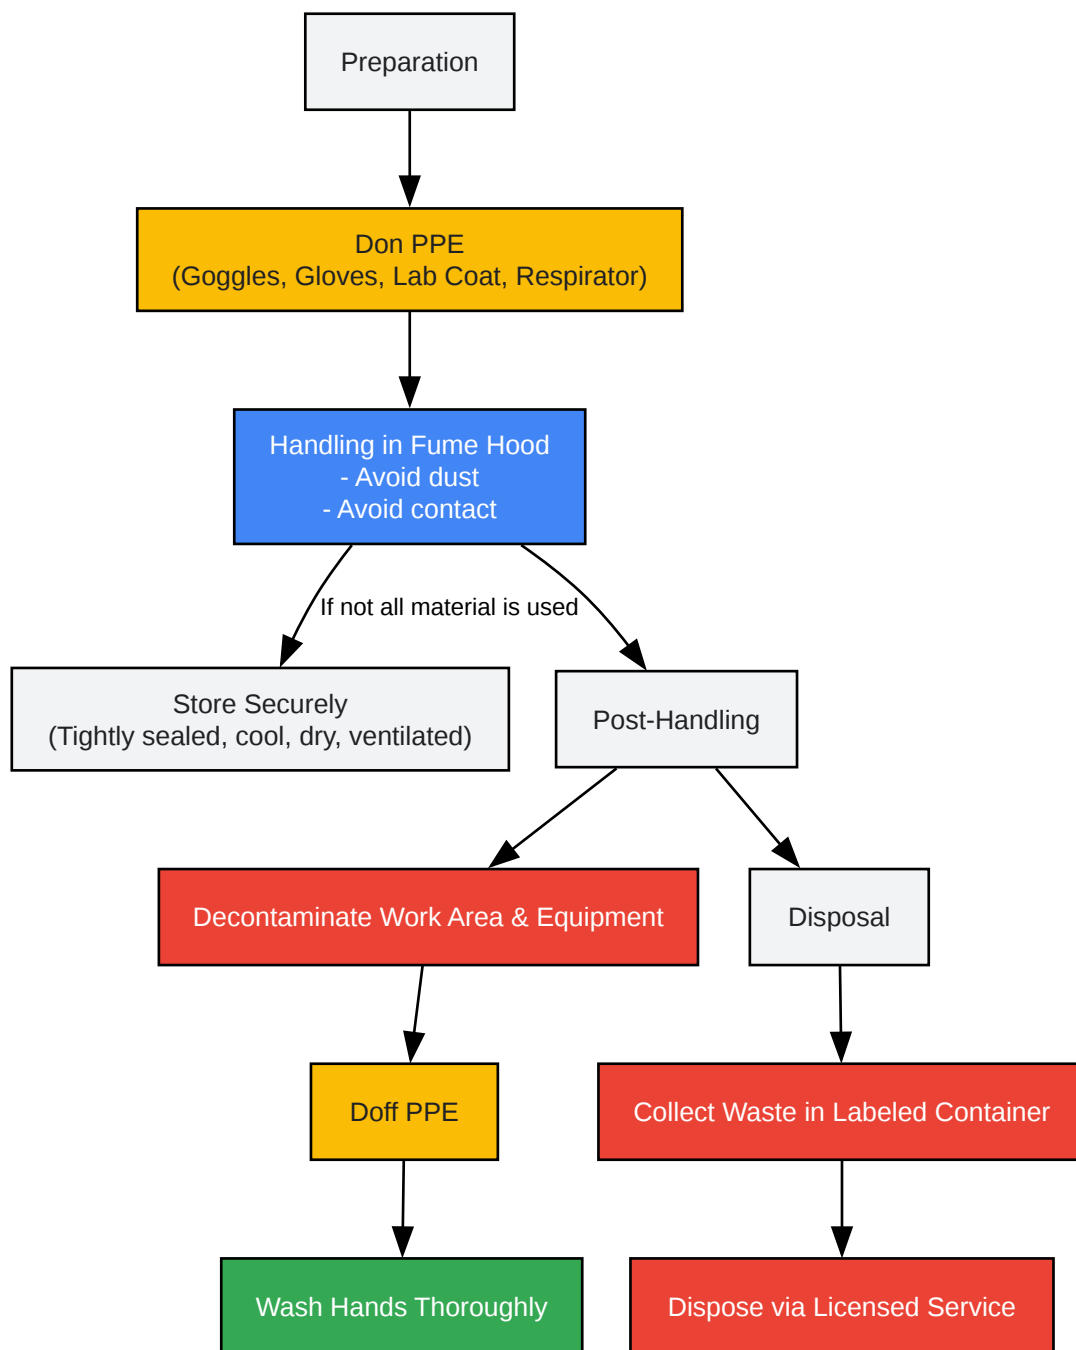 Preparation
Don PPE
(Goggles, Gloves, Lab Coat, Respirator)
Handling in Fume Hood
- Avoid dust
- Avoid contact
If not all material is used
Store Securely
(Tightly sealed, cool, dry, ventilated)
Post-Handling
Decontaminate Work Area & Equipment
Disposal
Doff PPE
Collect Waste in Labeled Container
Wash Hands Thoroughly
Dispose via Licensed Service